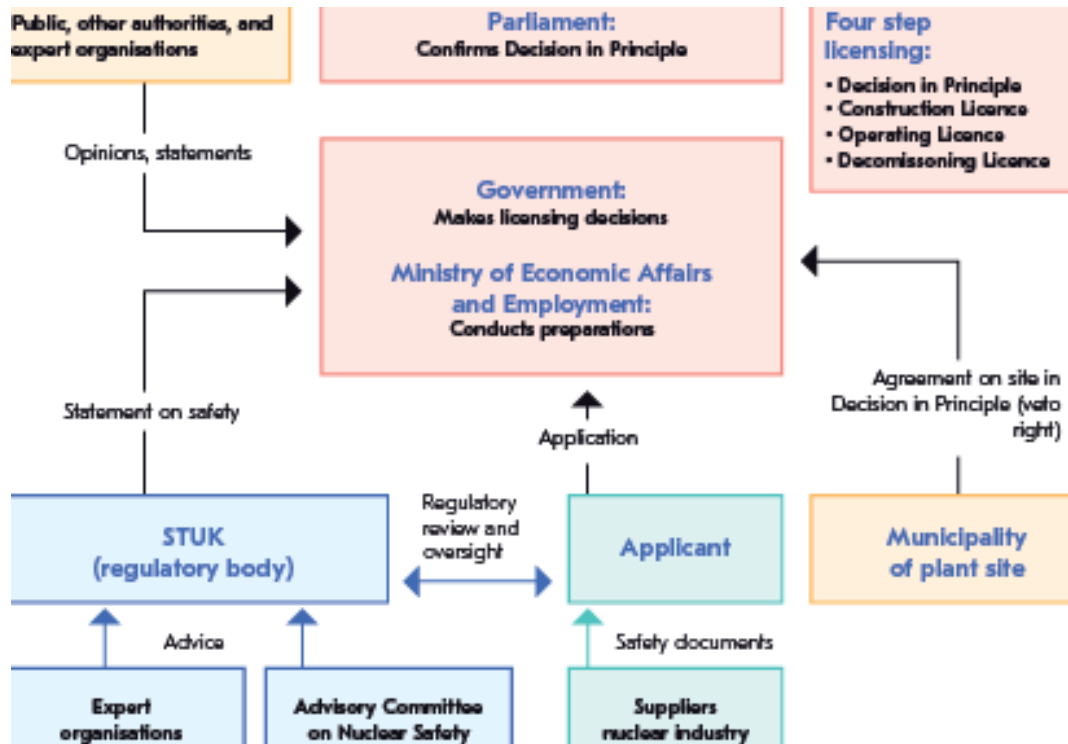 Public, other authorities, and
expert organisations
Parliament:
Confirms Decision in Principle
Four step
licensing:
• Decision in Principle
• Construction Licence
• Operating Licence
• Decomissoning Licence
Opinions, statements
Government:
Makes licensing decisions
Ministry of Economic Affairs
and Employment:
Conducts preparations
Statement on safety
Application
Agreement on site in
Decision in Principle (veto
right)
STUK
(regulatory body)
Regulatory
review and
oversight
Applicant
Municipality
of plant site
Advice
Safety documents
Expert
organisations
Advisory Committee
on Nuclear Safety
Suppliers
nuclear industry